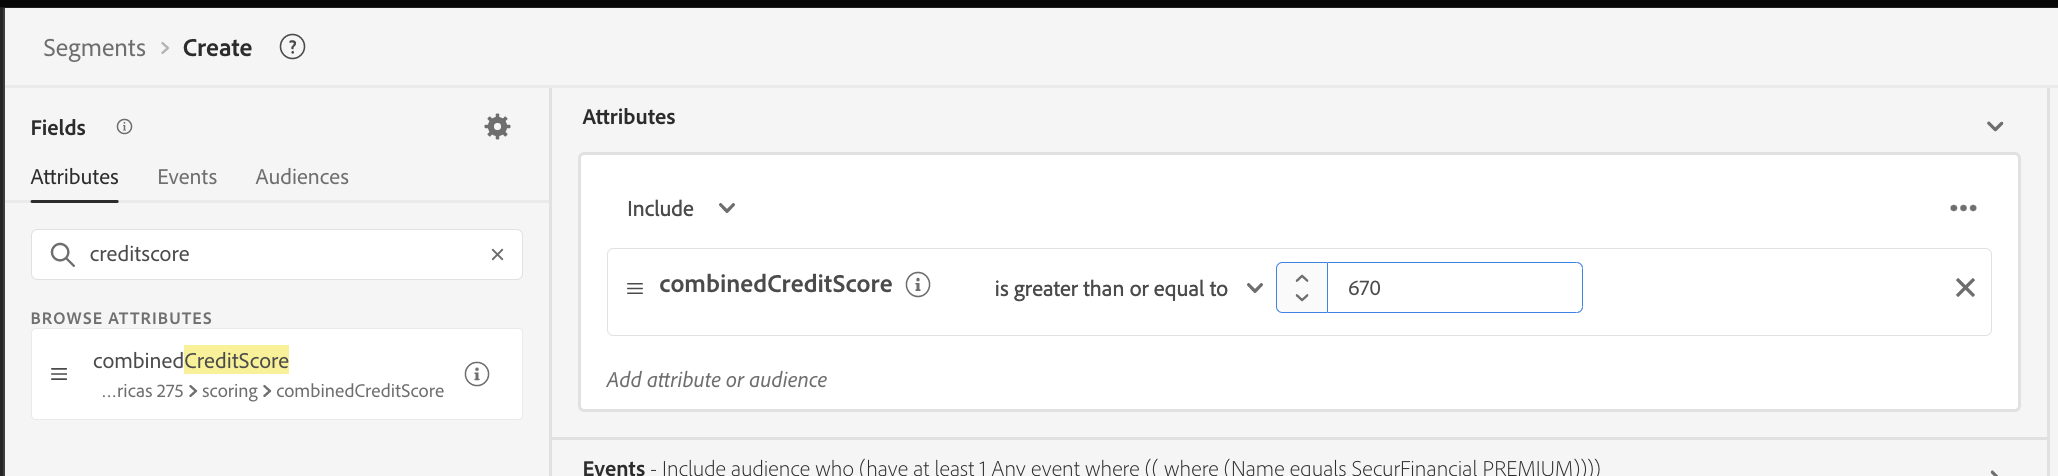 Segments > Create
Fields
Attributes Events Audiences
creditscore
BROWSE ATTRIBUTES
combinedCreditScore
...ricas 275 > scoring > combinedCreditScore
Attributes
Include
combinedCreditScore is greater than or equal to 670
Add attribute or audience
Events - Include audience who (have at least 1 Any event where (( where (Name equals SecurFinancial PREMIUM))))